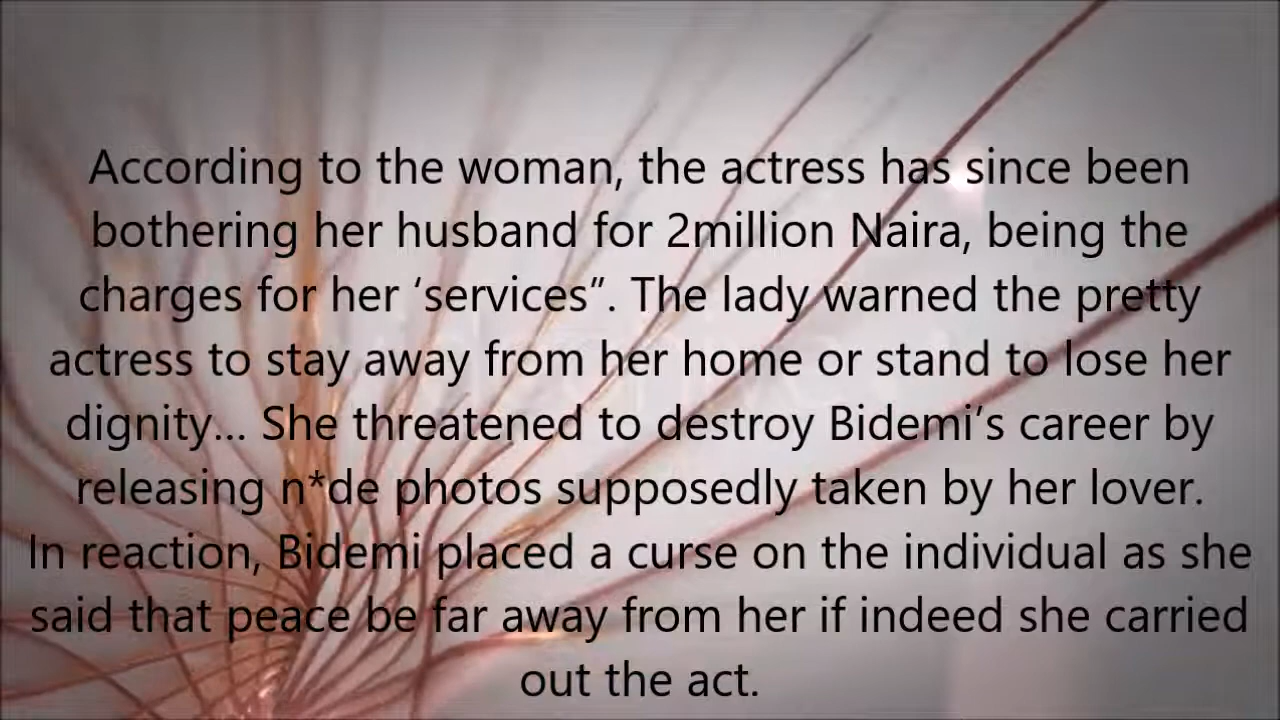 According to the woman, the actress has since been
bothering her husband for 2million Naira, being the
charges for her ‘services”. The lady warned the pretty
actress to stay away from her home or stand to lose her
dignity... She threatened to destroy Bidemi’s career by
releasing n*de photos supposedly taken by her lover.
In reaction, Bidemi placed a curse on the individual as she
said that peace be far away from her if indeed she carried
out the act.